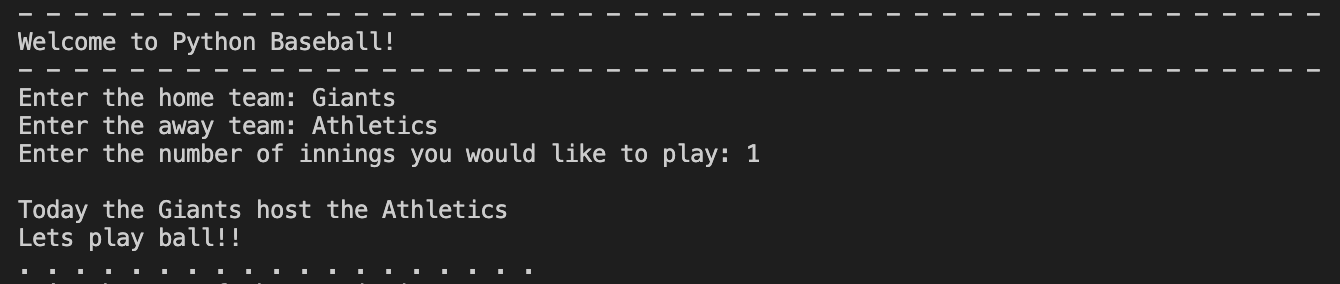 - - - - - - - - - - - - - - - - - - - - - - - - - - - - - - - - - - - - - - - - - - - - - - -
Welcome to Python Baseball!
- - - - - - - - - - - - - - - - - - - - - - - - - - - - - - - - - - - - - - - - - - - - - - -
Enter the home team: Giants
Enter the away team: Athletics
Enter the number of innings you would like to play: 1
Today the Giants host the Athletics
Lets play ball!!
. . . . . . . . . . . . . . . . . . .